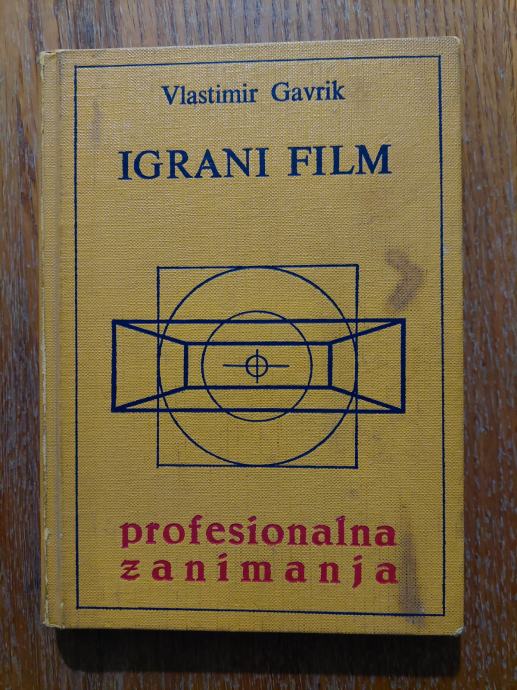 Vlastimir Gavrik
IGRANI FILM
profesionalna
zanimanja